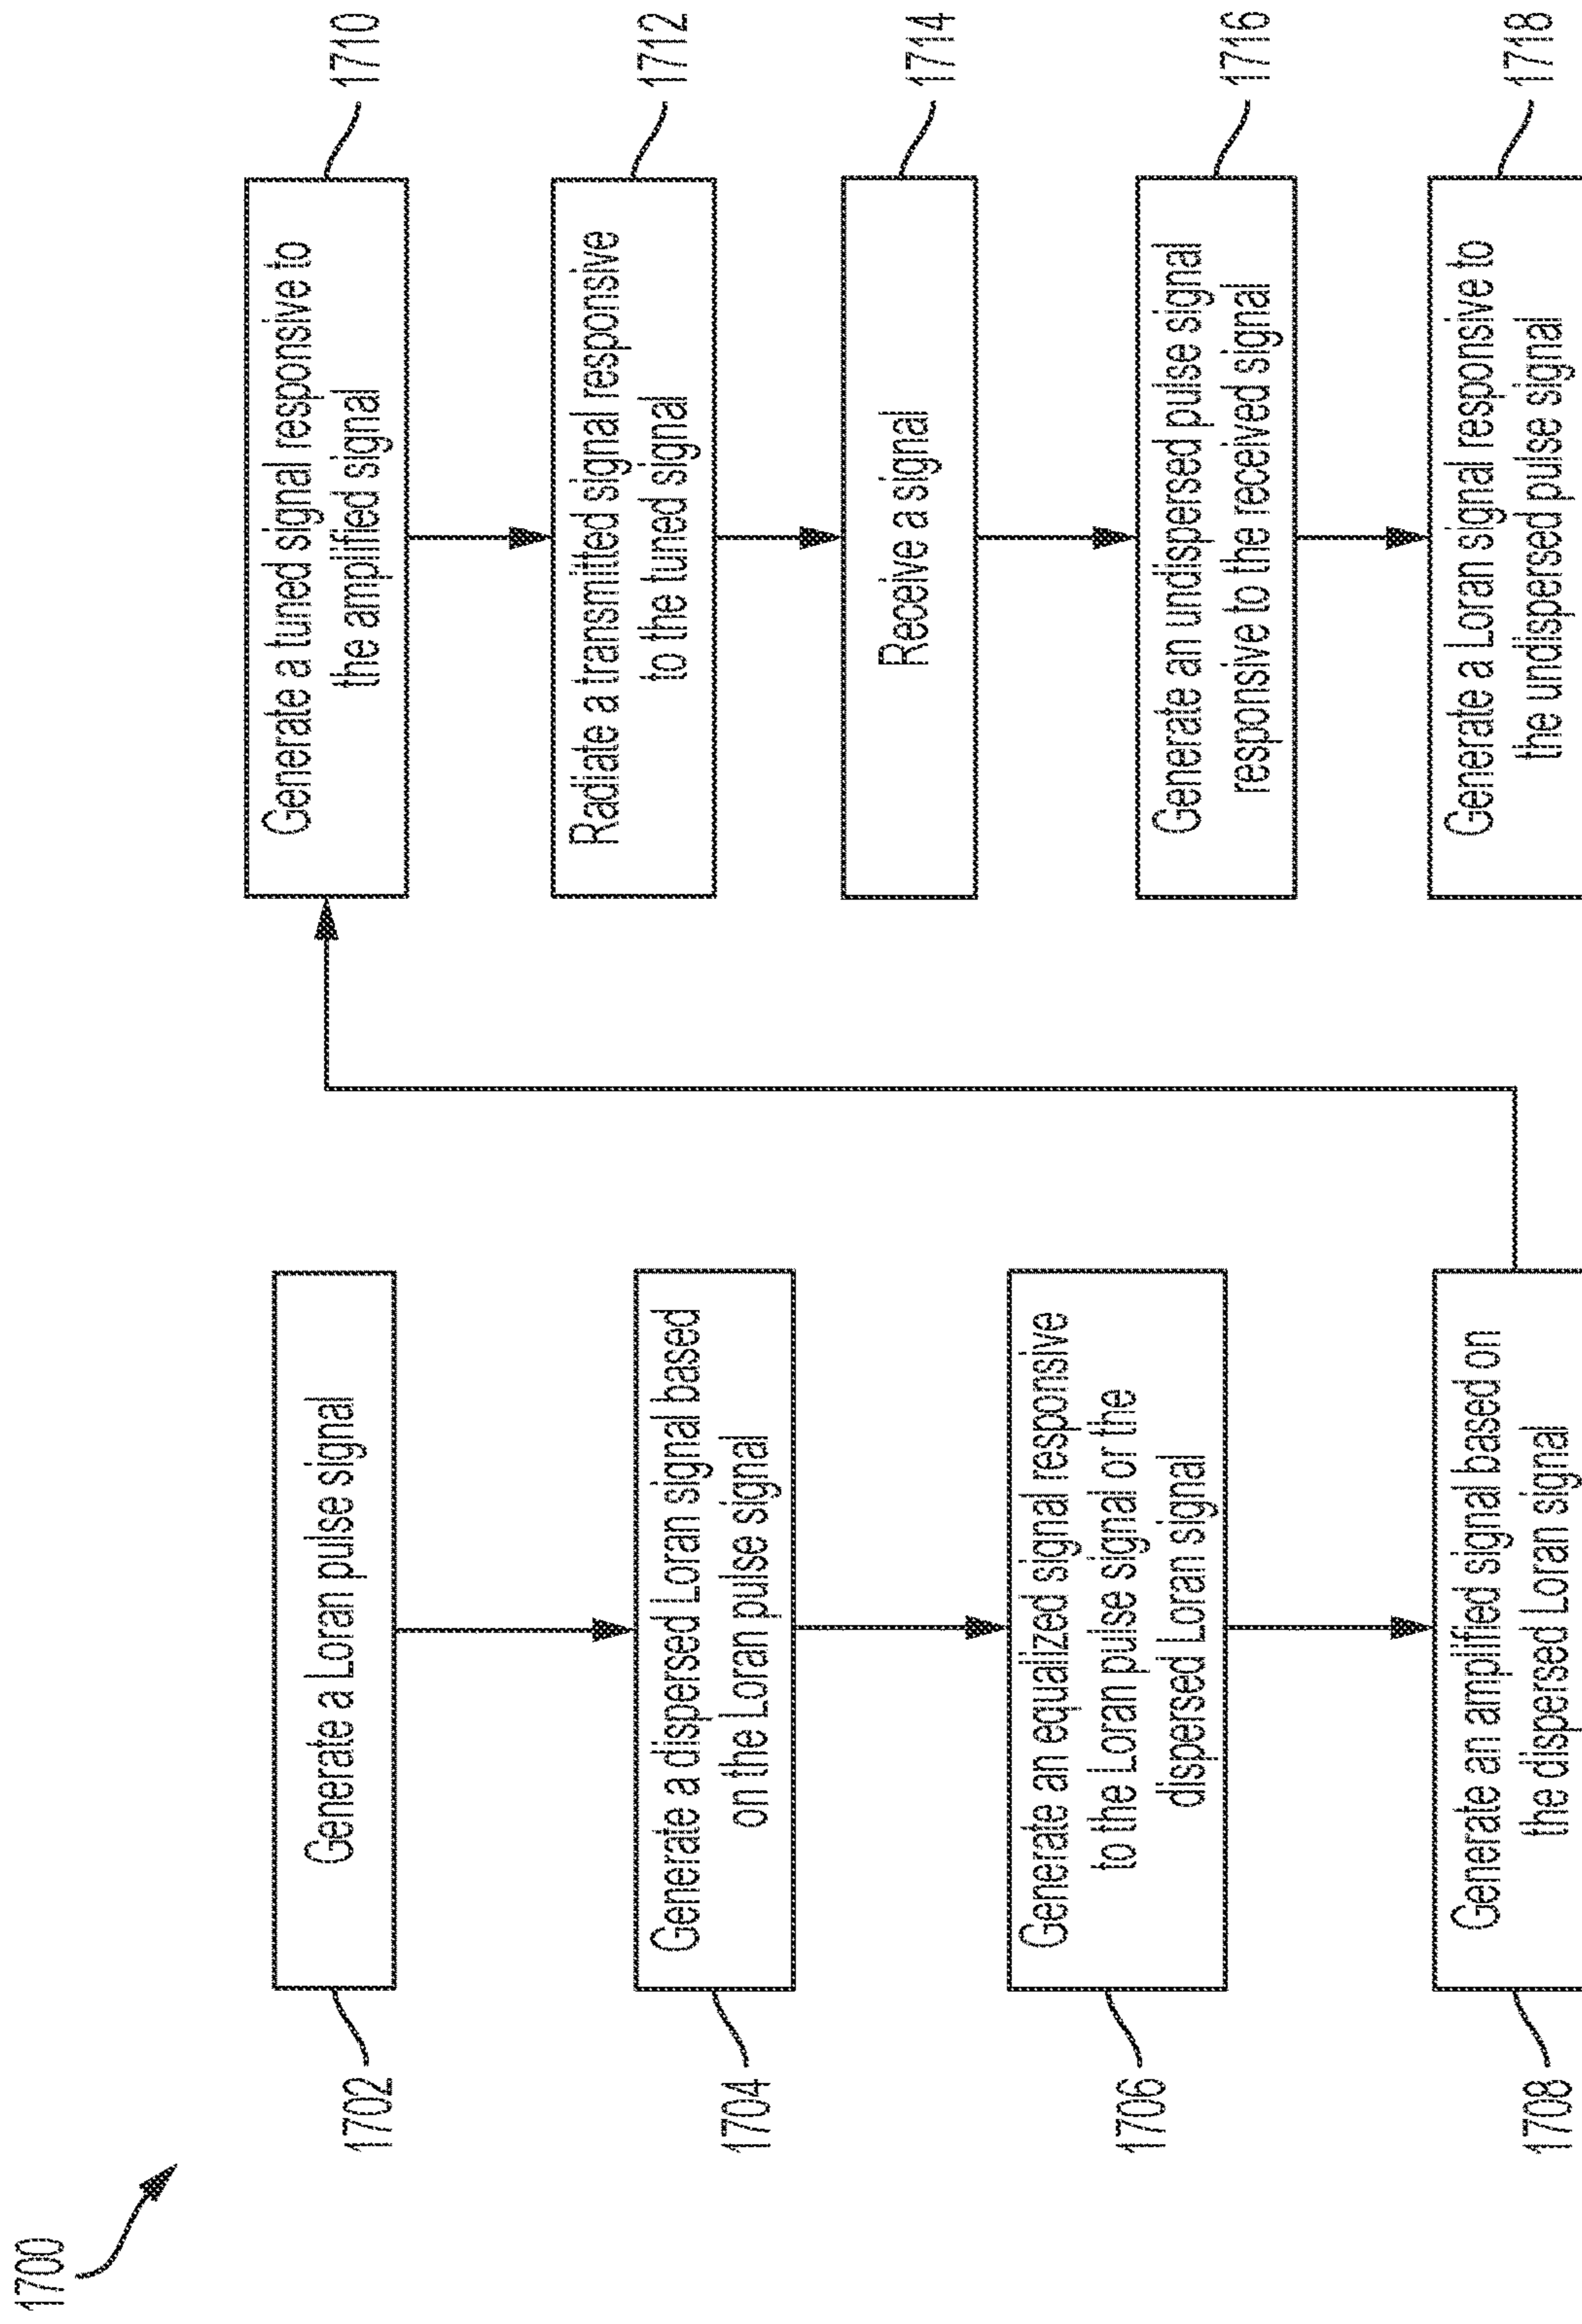 1700
1702
Generate a Loran pulse signal
1704
Generate a dispersed Loran signal based
on the Loran pulse signal
1706
Generate an equalized signal responsive
to the Loran pulse signal or the
dispersed Loran signal
1708
Generate an amplified signal based on
the dispersed Loran signal
1710
Generate a tuned signal responsive to
the amplified signal
1712
Radiate a transmitted signal responsive
to the tuned signal
1714
Receive a signal
1716
Generate an undispersed pulse signal
responsive to the received signal
1718
Generate a Loran signal responsive to
the undispersed pulse signal